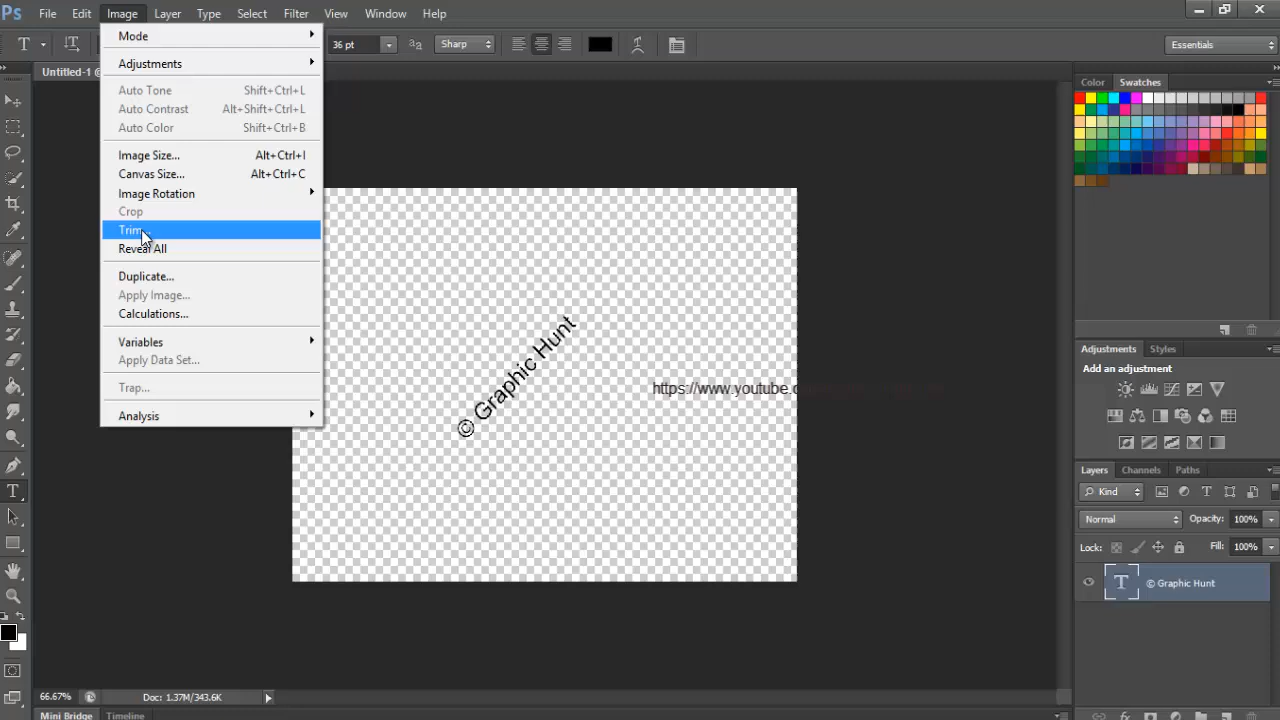 Ps File Edit Image Layer Type Select Filter View Window Help
T T 36 pt aa Sharp Essentials
Untitled-1 @
Mode
Adjustments
Auto Tone Shift+Ctrl+L
Auto Contrast Alt+Shift+Ctrl+L
Auto Color Shift+Ctrl+B
Image Size... Alt+Ctrl+I
Canvas Size... Alt+Ctrl+C
Image Rotation
Crop
Trim...
Reveal All
Duplicate...
Apply Image...
Calculations...
Variables
Apply Data Set...
Trap...
Analysis
© Graphic Hunt
https://www.youtube.
Color Swatches
Adjustments Styles
Add an adjustment
Layers Channels Paths
Kind
Normal Opacity: 100%
Lock: Fill: 100%
T © Graphic Hunt
66.67% Doc: 1.37M/343.6K
Mini Bridge Timeline